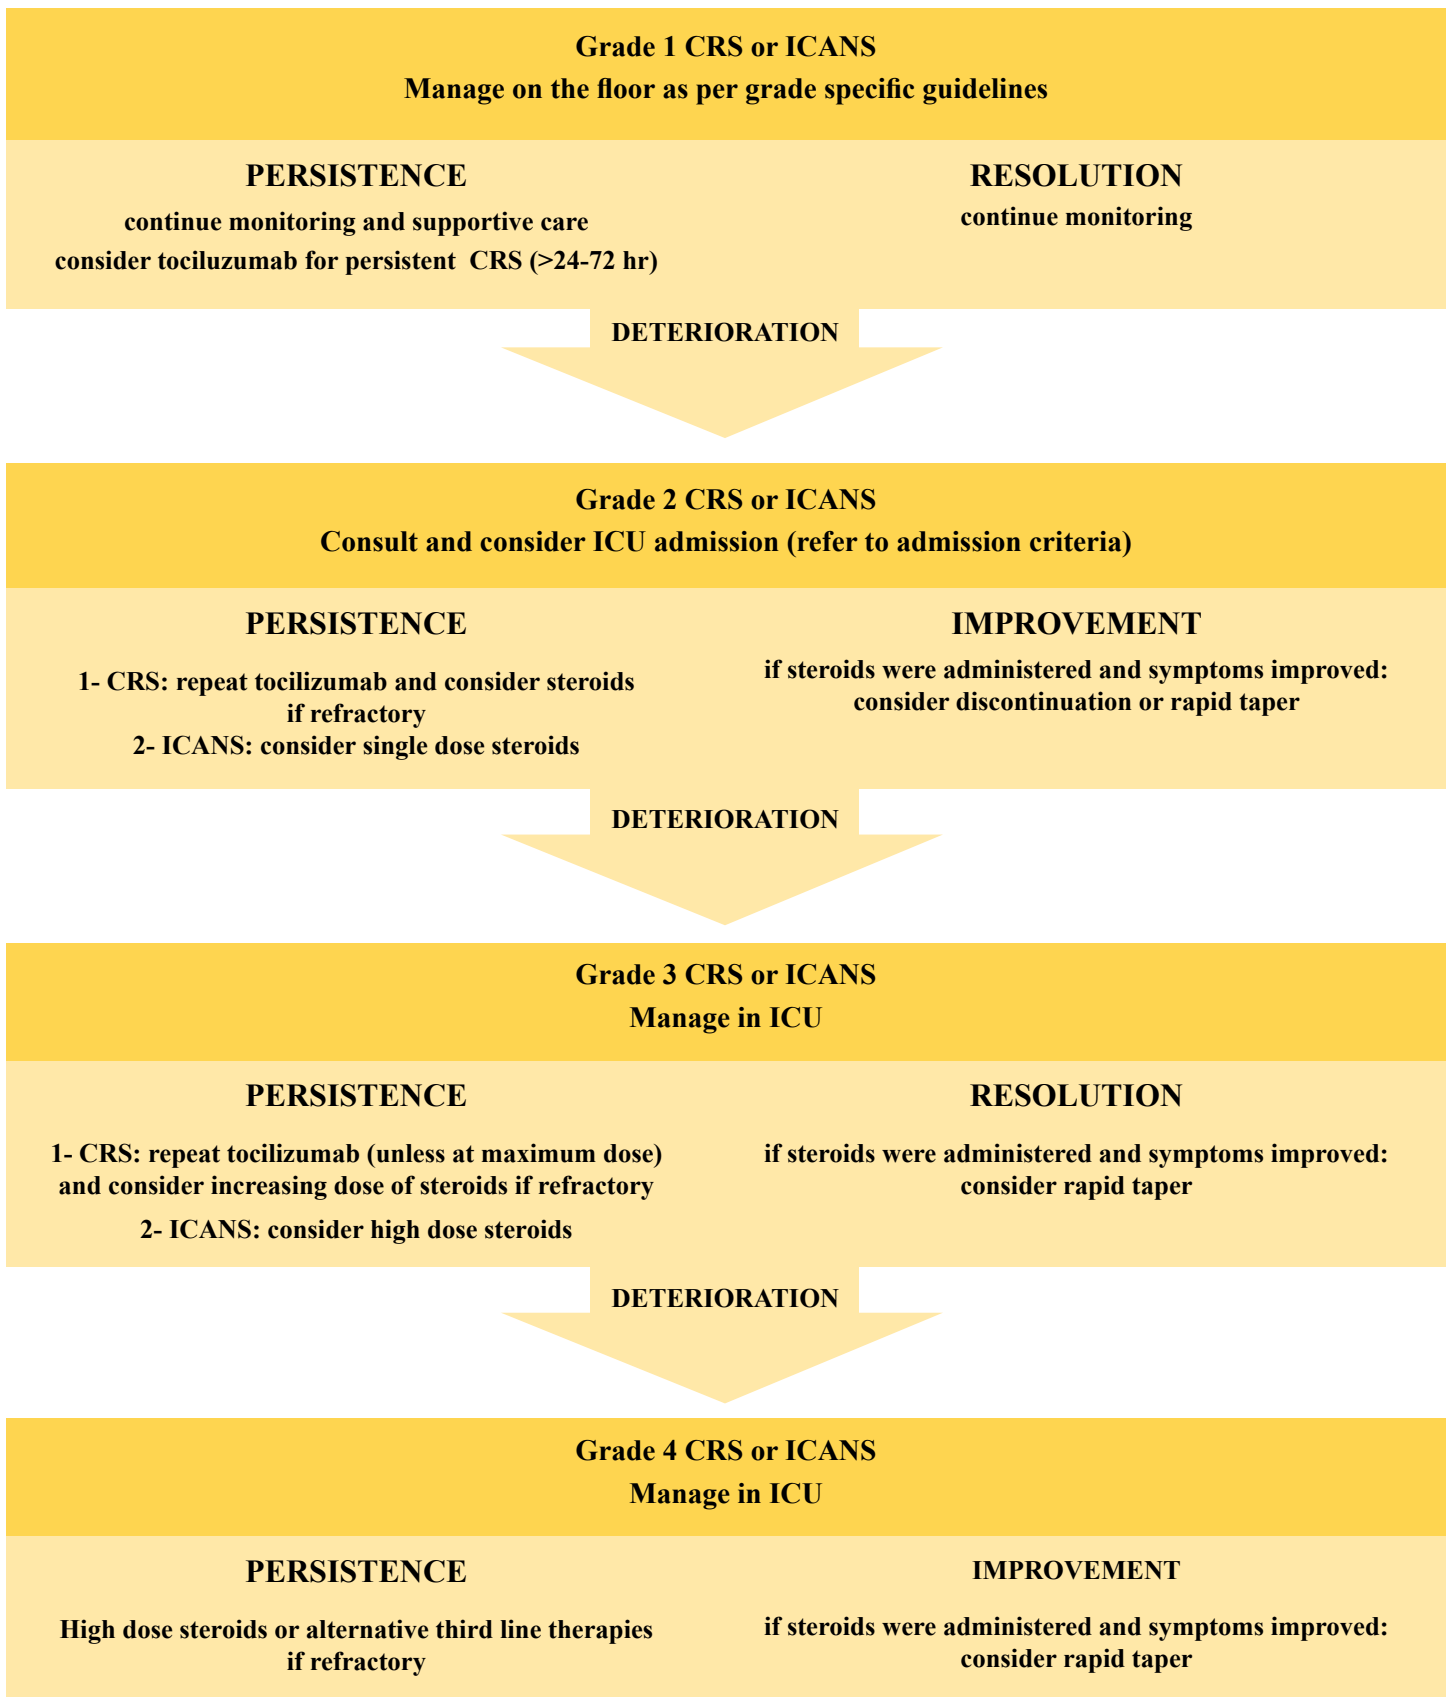 Grade 1 CRS or ICANS
Manage on the floor as per grade specific guidelines
PERSISTENCE
continue monitoring and supportive care
consider tociluzumab for persistent CRS (>24-72 hr)
RESOLUTION
continue monitoring
DETERIORATION
Grade 2 CRS or ICANS
Consult and consider ICU admission (refer to admission criteria)
PERSISTENCE
1- CRS: repeat tocilizumab and consider steroids
if refractory
2- ICANS: consider single dose steroids
IMPROVEMENT
if steroids were administered and symptoms improved:
consider discontinuation or rapid taper
DETERIORATION
Grade 3 CRS or ICANS
Manage in ICU
PERSISTENCE
1- CRS: repeat tocilizumab (unless at maximum dose)
and consider increasing dose of steroids if refractory
2- ICANS: consider high dose steroids
RESOLUTION
if steroids were administered and symptoms improved:
consider rapid taper
DETERIORATION
Grade 4 CRS or ICANS
Manage in ICU
PERSISTENCE
High dose steroids or alternative third line therapies
if refractory
IMPROVEMENT
if steroids were administered and symptoms improved:
consider rapid taper